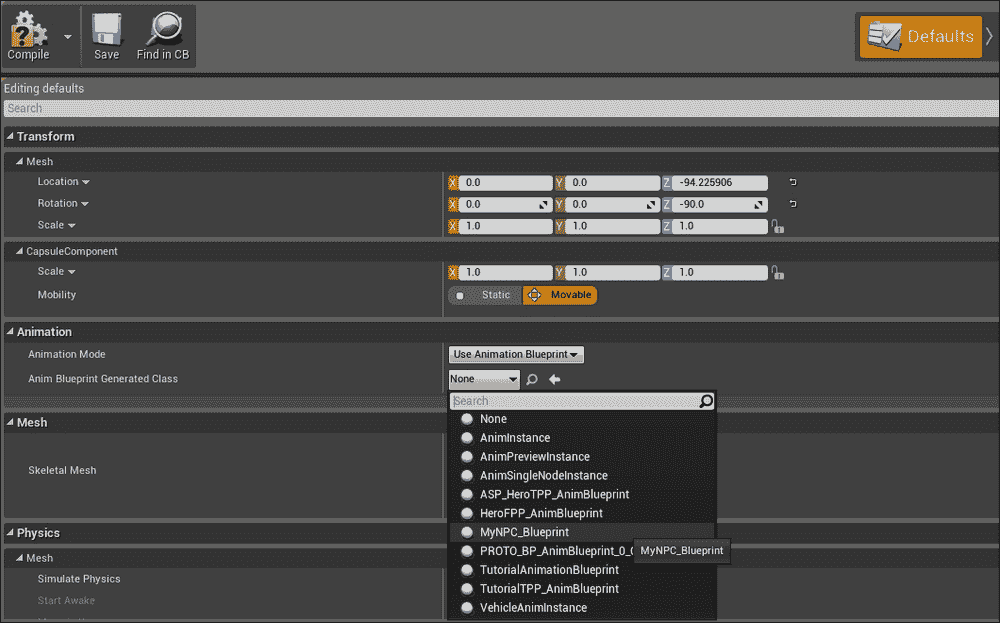 Compile Save Find in CB Defaults
Editing defaults
Search
Transform
Mesh
Location X 0.0 Y 0.0 Z -94.225906
Rotation X 0.0 Y 0.0 Z -90.0
Scale X 1.0 Y 1.0 Z 1.0
CapsuleComponent
Scale X 1.0 Y 1.0 Z 1.0
Mobility Static Movable
Animation
Animation Mode Use Animation Blueprint
Anim Blueprint Generated Class None
Search
None
Mesh
AnimInstance
AnimPreviewInstance
Skeletal Mesh
AnimSingleNodeInstance
ASP_HeroTPP_AnimBlueprint
HeroFPP_AnimBlueprint
Physics
MyNPC_Blueprint
Mesh
PROTO_BP_AnimBlueprint_0_ MyNPC_Blueprint
Simulate Physics
TutorialAnimationBlueprint
TutorialTPP_AnimBlueprint
Start Awake
VehicleAnimInstance